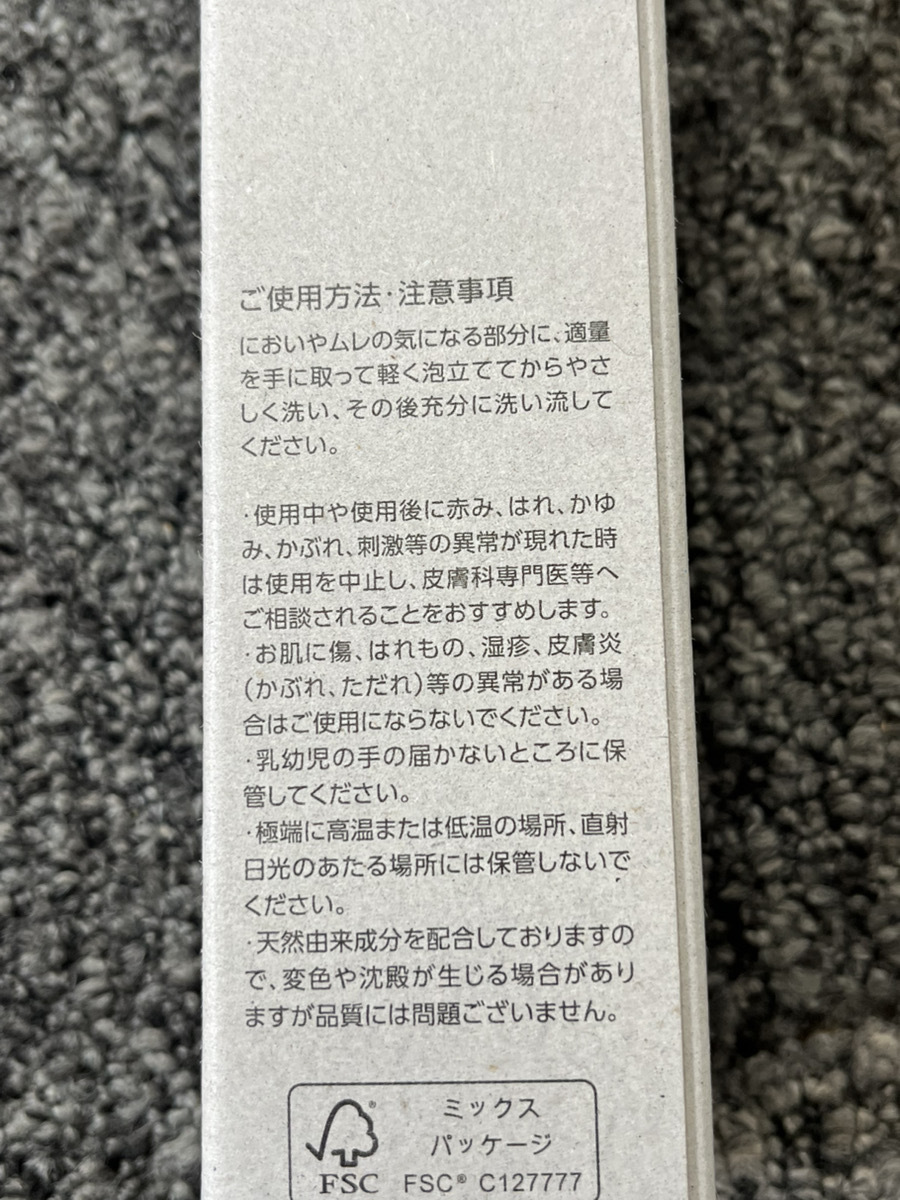 ご使用方法・注意事項
においやムレの気になる部分に、適量
を手に取って軽く泡立ててからやさ
しく洗い、その後充分に洗い流して
ください。
・使用中や使用後に赤み、はれ、かゆ
み、かぶれ、刺激等の異常が現れた時
は使用を中止し、皮膚科専門医等へ
ご相談されることをおすすめします。
・お肌に傷、はれもの、湿疹、皮膚炎
(かぶれ、ただれ)等の異常がある場
合はご使用にならないでください。
・乳幼児の手の届かないところに保
管してください。
・極端に高温または低温の場所、直射
日光のあたる場所には保管しないで
ください。
・天然由来成分を配合しておりますの
で、変色や沈殿が生じる場合があり
ますが品質には問題ございません。
ミックス
パッケージ
FSC FSC® C127777